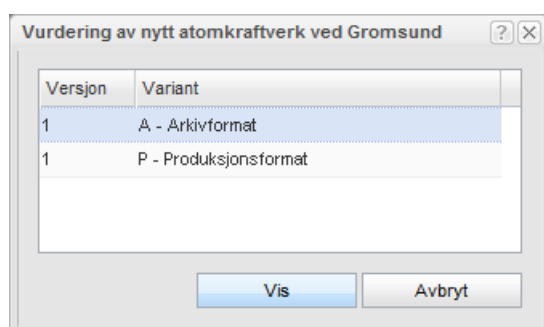 Vurdering av nytt atomkraftverk ved Gromsund
Versjon Variant
1 A - Arkivformat
1 P - Produksjonsformat
Vis Avbryt